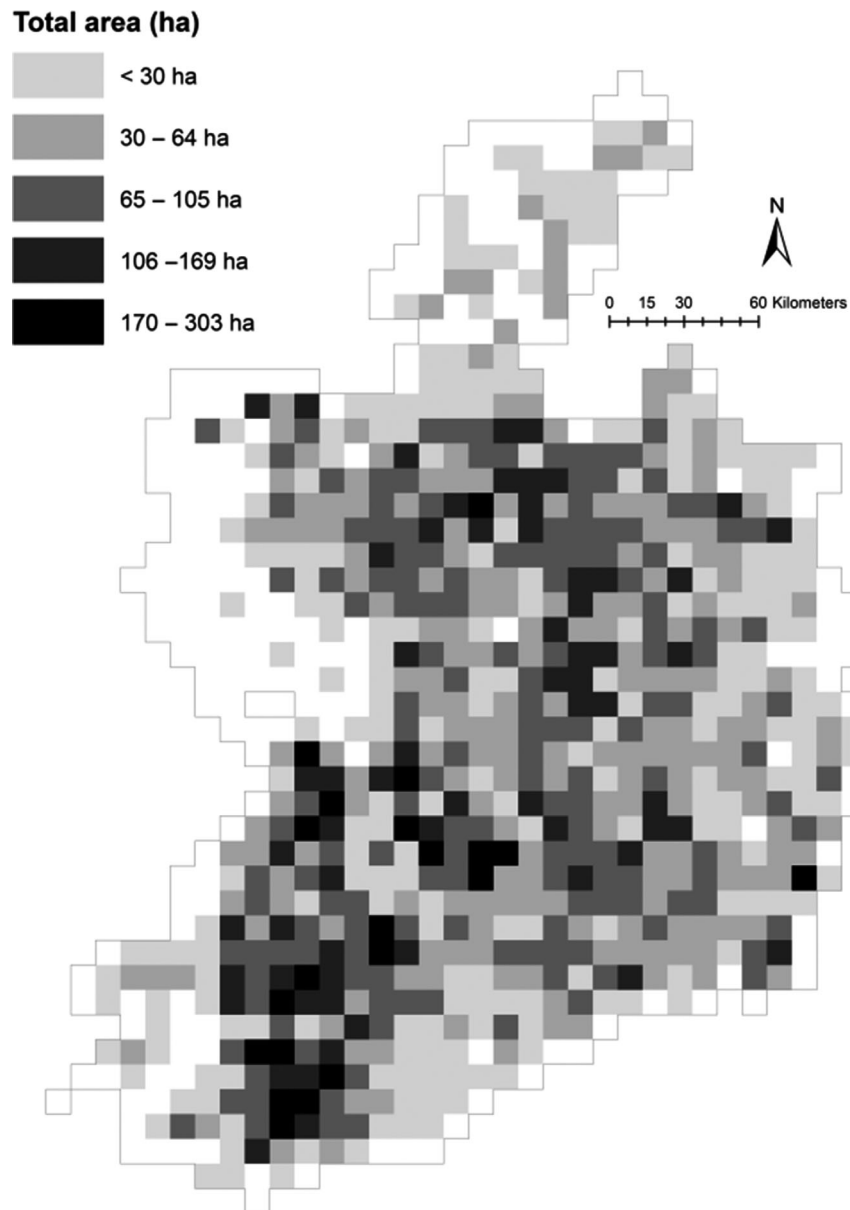 Total area (ha)
< 30 ha
30 – 64 ha
65 – 105 ha
106 –169 ha
170 – 303 ha
N
0 15 30 60 Kilometers